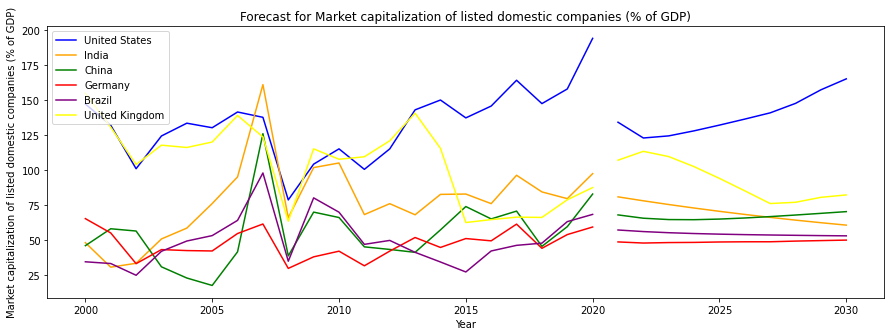 Forecast for Market capitalization of listed domestic companies (% of GDP)
Market capitalization of listed domestic companies (% of GDP)
200
175
150
125
100
75
50
25
United States
India
China
Germany
Brazil
United Kingdom
2000
2005
2010
2015
2020
2025
2030
Year